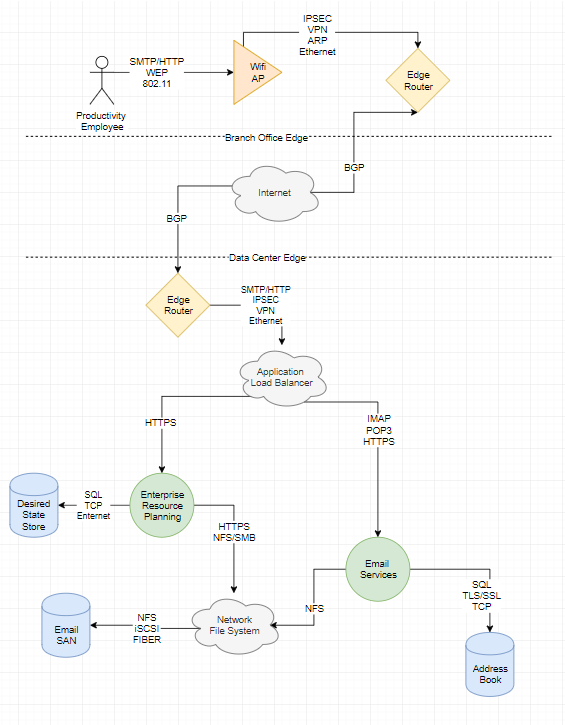 IPSEC
VPN
ARP
Ethernet
SMTP/HTTP
WEP
802.11
Wifi
AP
Edge
Router
Productivity
Employee
Branch Office Edge
BGP
Internet
BGP
Data Center Edge
Edge
Router
SMTP/HTTP
IPSEC
VPN
Ethernet
Application
Load Balancer
HTTPS
IMAP
POP3
HTTPS
Desired
State
Store
SQL
TCP
Enternet
Enterprise
Resource
Planning
HTTPS
NFS/SMB
Email
Services
SQL
TLS/SSL
TCP
NFS
Email
SAN
NFS
iSCSI
FIBER
Network
File System
Address
Book